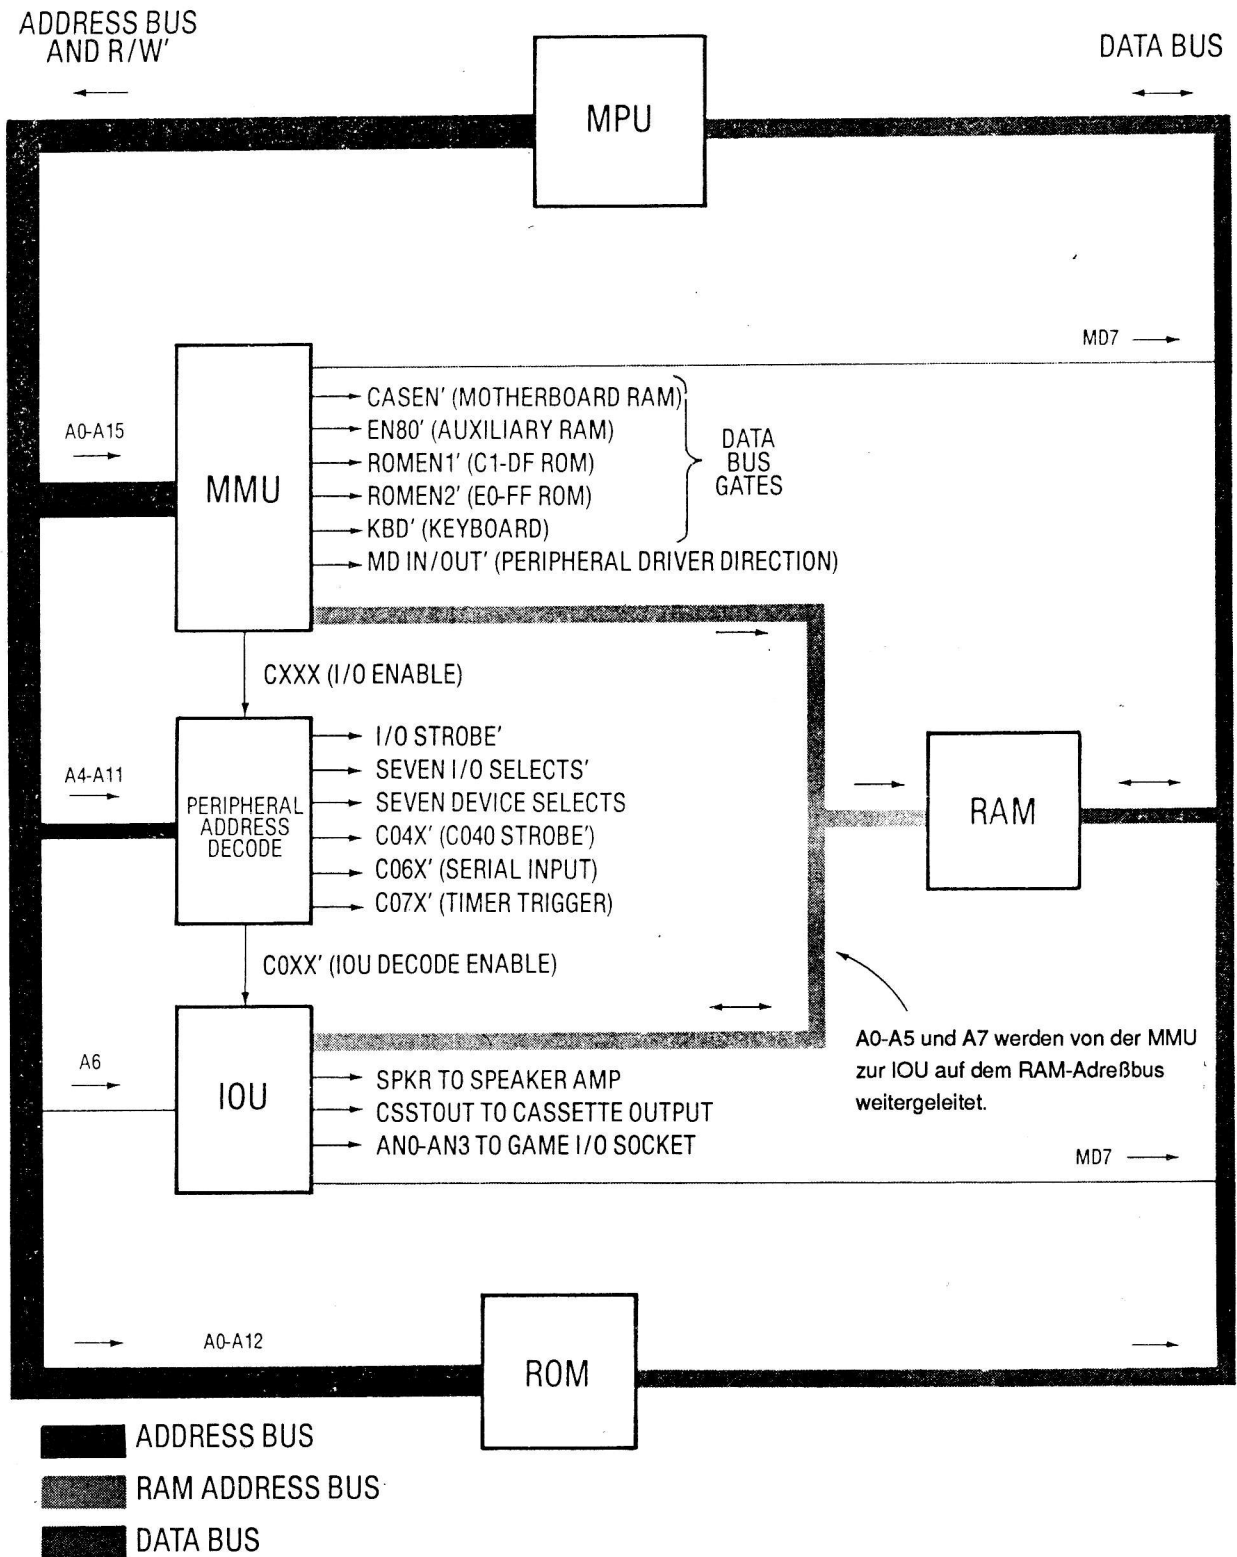 ADDRESS BUS
AND R/W'
DATA BUS
MPU
MD7
A0-A15
MMU
CASEN' (MOTHERBOARD RAM)
EN80' (AUXILIARY RAM)
ROMEN1' (C1-DF ROM)
ROMEN2' (E0-FF ROM)
KBD' (KEYBOARD)
MD IN/OUT' (PERIPHERAL DRIVER DIRECTION)
DATA
BUS
GATES
CXXX (I/O ENABLE)
A4-A11
PERIPHERAL
ADDRESS
DECODE
I/O STROBE'
SEVEN I/O SELECTS'
SEVEN DEVICE SELECTS
C04X' (C040 STROBE')
C06X' (SERIAL INPUT)
C07X' (TIMER TRIGGER)
RAM
C0XX' (IOU DECODE ENABLE)
A6
IOU
SPKR TO SPEAKER AMP
CSSTOUT TO CASSETTE OUTPUT
AN0-AN3 TO GAME I/O SOCKET
A0-A5 und A7 werden von der MMU
zur IOU auf dem RAM-Adreßbus
weitergeleitet.
MD7
A0-A12
ROM
ADDRESS BUS
RAM ADDRESS BUS
DATA BUS